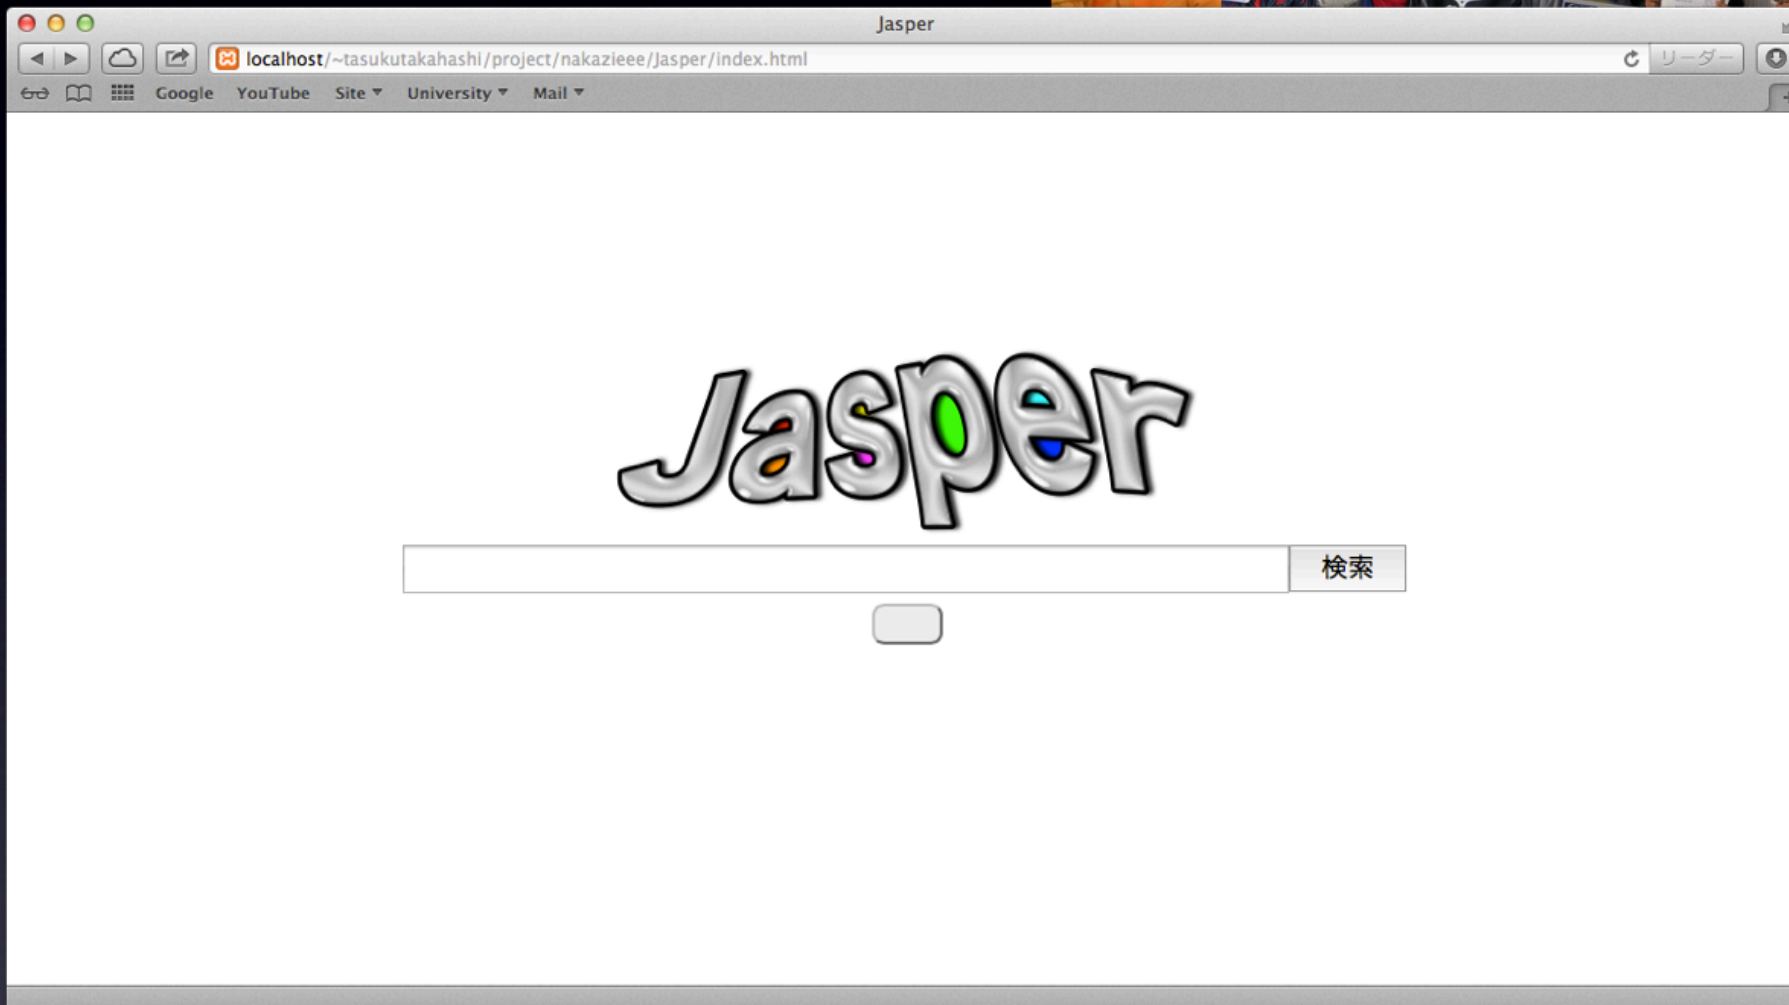 Jasper
localhost/~tasukutakahashi/project/nakazieee/Jasper/index.html
リーダー
Google YouTube Site University Mail
Jasper
検索